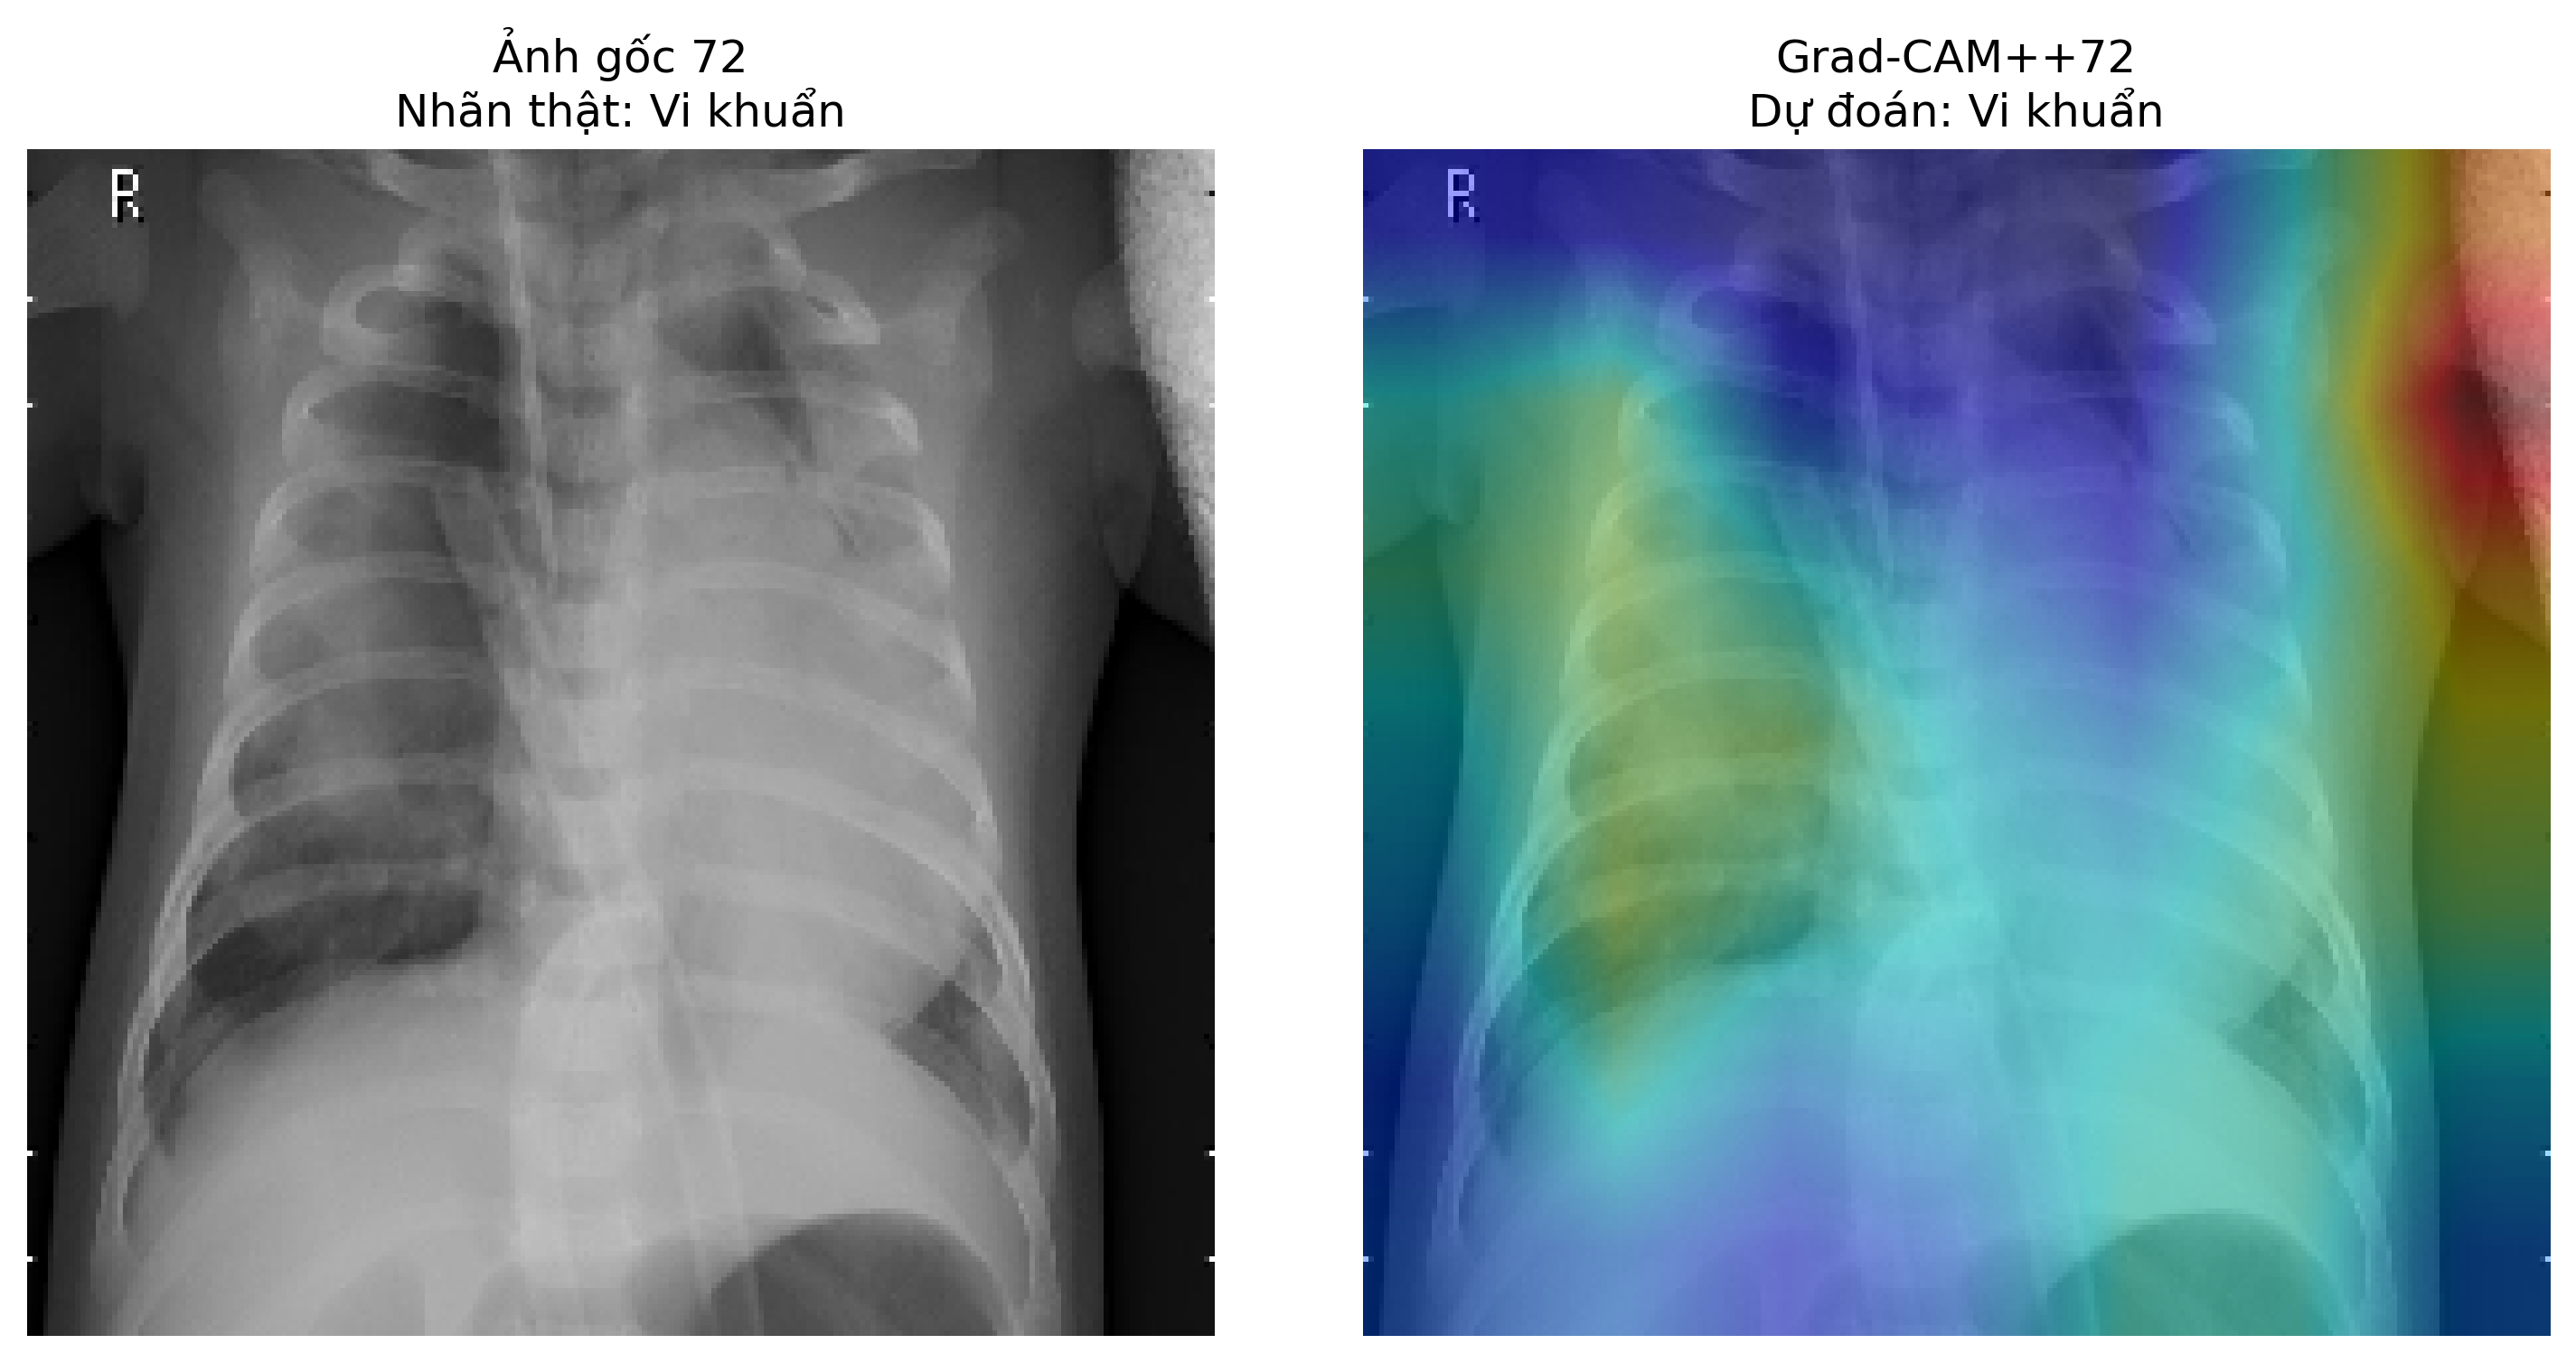 Ảnh gốc 72
Nhãn thật: Vi khuẩn
R
Grad-CAM++72
Dự đoán: Vi khuẩn
R